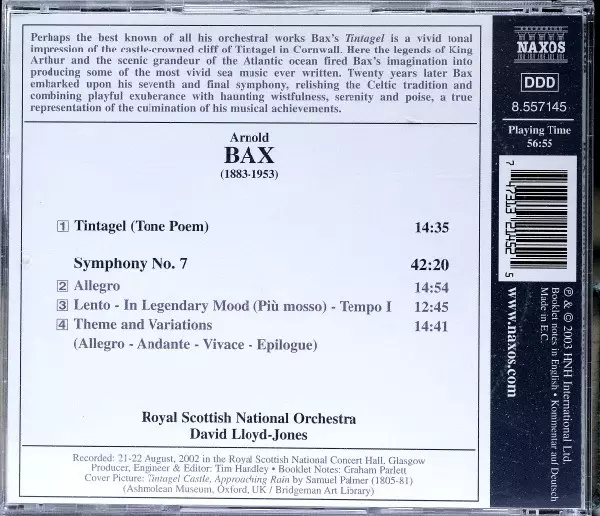 Perhaps the best known of all his orchestral works Bax's Tintagel is a vivid tonal
impression of the castle-crowned cliff of Tintagel in Cornwall. Here the legends of King
Arthur and the scenic grandeur of the Atlantic ocean fired Bax's imagination into
producing some of the most vivid sea music ever written. Twenty years later Bax
embarked upon his seventh and final symphony, relishing the Celtic tradition and
combining playful exuberance with haunting wistfulness, serenity and poise, a true
representation of the culmination of his musical achievements.
NAXOS
DDD
8.557145
Playing Time
56:55
Arnold
BAX
(1883-1953)
1 Tintagel (Tone Poem) 14:35
Symphony No. 7 42:20
2 Allegro 14:54
3 Lento - In Legendary Mood (Più mosso) - Tempo I 12:45
4 Theme and Variations 14:41
(Allegro - Andante - Vivace - Epilogue)
Royal Scottish National Orchestra
David Lloyd-Jones
Recorded: 21-22 August, 2002 in the Royal Scottish National Concert Hall, Glasgow
Producer, Engineer & Editor: Tim Handley • Booklet Notes: Graham Parlett
Cover Picture: Tintagel Castle, Approaching Rain by Samuel Palmer (1805-81)
(Ashmolean Museum, Oxford, UK / Bridgeman Art Library)
7 47313 21452 5
www.naxos.com
℗ & © 2003 HNH International Ltd.
Booklet notes in English • Kommentar auf Deutsch
Made in E.C.